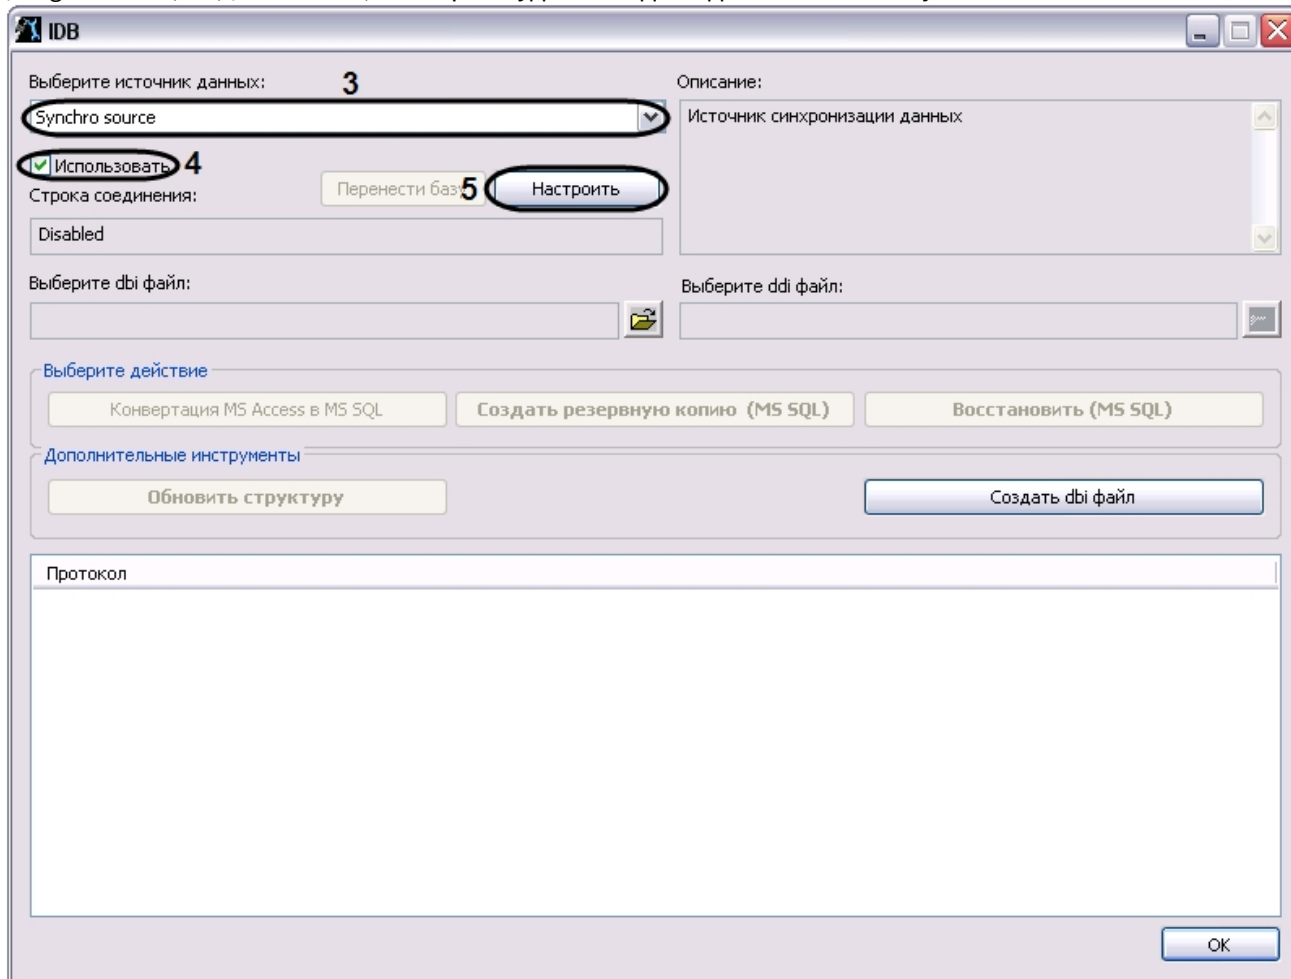 IDB
Выберите источник данных: 3
Описание:
Synchro source
Источник синхронизации данных
Использовать 4
Перенести базу 5 Настроить
Строка соединения:
Disabled
Выберите dbi файл:
Выберите ddi файл:
Выберите действие
Конвертация MS Access в MS SQL
Создать резервную копию (MS SQL)
Восстановить (MS SQL)
Дополнительные инструменты
Обновить структуру
Создать dbi файл
Протокол
OK